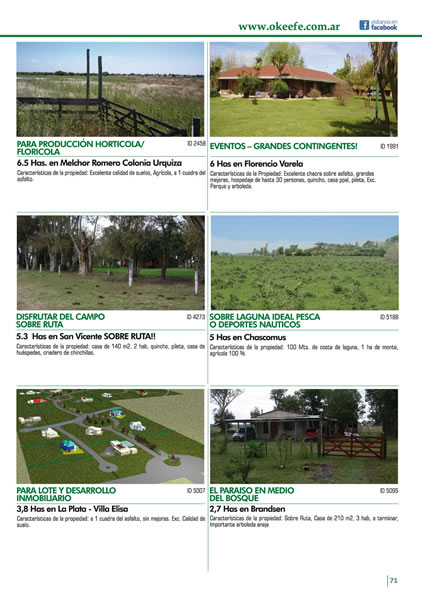 www.okeefe.com.ar
visitanos en
facebook
PARA PRODUCCIÓN HORTICOLA/
FLORICOLA
ID 2458
6.5 Has. en Melchor Romero Colonia Urquiza
Características de la propiedad: Excelente calidad de suelos, Agrícola, a 1 cuadra del
asfalto.
EVENTOS – GRANDES CONTINGENTES!
ID 1991
6 Has en Florencio Varela
Características de la Propiedad: Excelente chacra sobre asfalto, grandes
mejoras, hospedaje de hasta 30 personas, quincho, casa ppal, pileta, Exc.
Parque y arboleda.
DISFRUTAR DEL CAMPO
SOBRE RUTA
ID 4273
5.3 Has en San Vicente SOBRE RUTA!!
Características de la propiedad: casa de 140 m2, 2 hab, quincho, pileta, casa de
huéspedes, criadero de chinchillas.
SOBRE LAGUNA IDEAL PESCA
O DEPORTES NAUTICOS
ID 5188
5 Has en Chascomus
Características de la propiedad: 100 Mts. de costa de laguna, 1 ha de monte,
agrícola 100 %
PARA LOTE Y DESARROLLO
INMOBILIARIO
ID 5007
3,8 Has en La Plata - Villa Elisa
Características de la propiedad: a 1 cuadra del asfalto, sin mejoras. Exc. Calidad de
suelo.
EL PARAISO EN MEDIO
DEL BOSQUE
ID 5095
2,7 Has en Brandsen
Características de la propiedad: Sobre Ruta, Casa de 210 m2, 3 hab, a terminar,
Importante arboleda aneja
71